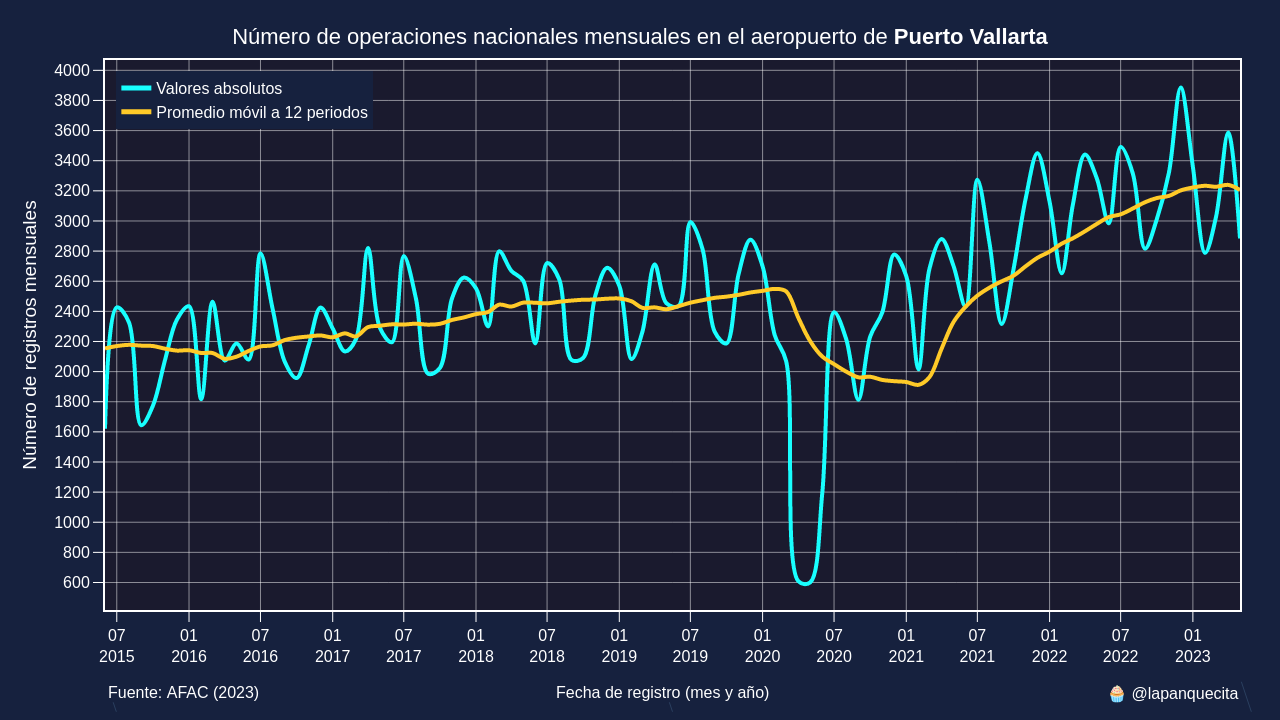 Número de operaciones nacionales mensuales en el aeropuerto de Puerto Vallarta
Valores absolutos
Promedio móvil a 12 periodos
Número de registros mensuales
4000
3800
3600
3400
3200
3000
2800
2600
2400
2200
2000
1800
1600
1400
1200
1000
800
600
07 01 07 01 07 01 07 01 07 01 07 01 07 01 07 01
2015 2016 2016 2017 2017 2018 2018 2019 2019 2020 2020 2021 2021 2022 2022 2023
Fuente: AFAC (2023)
Fecha de registro (mes y año)
🧁 @lapanquecita